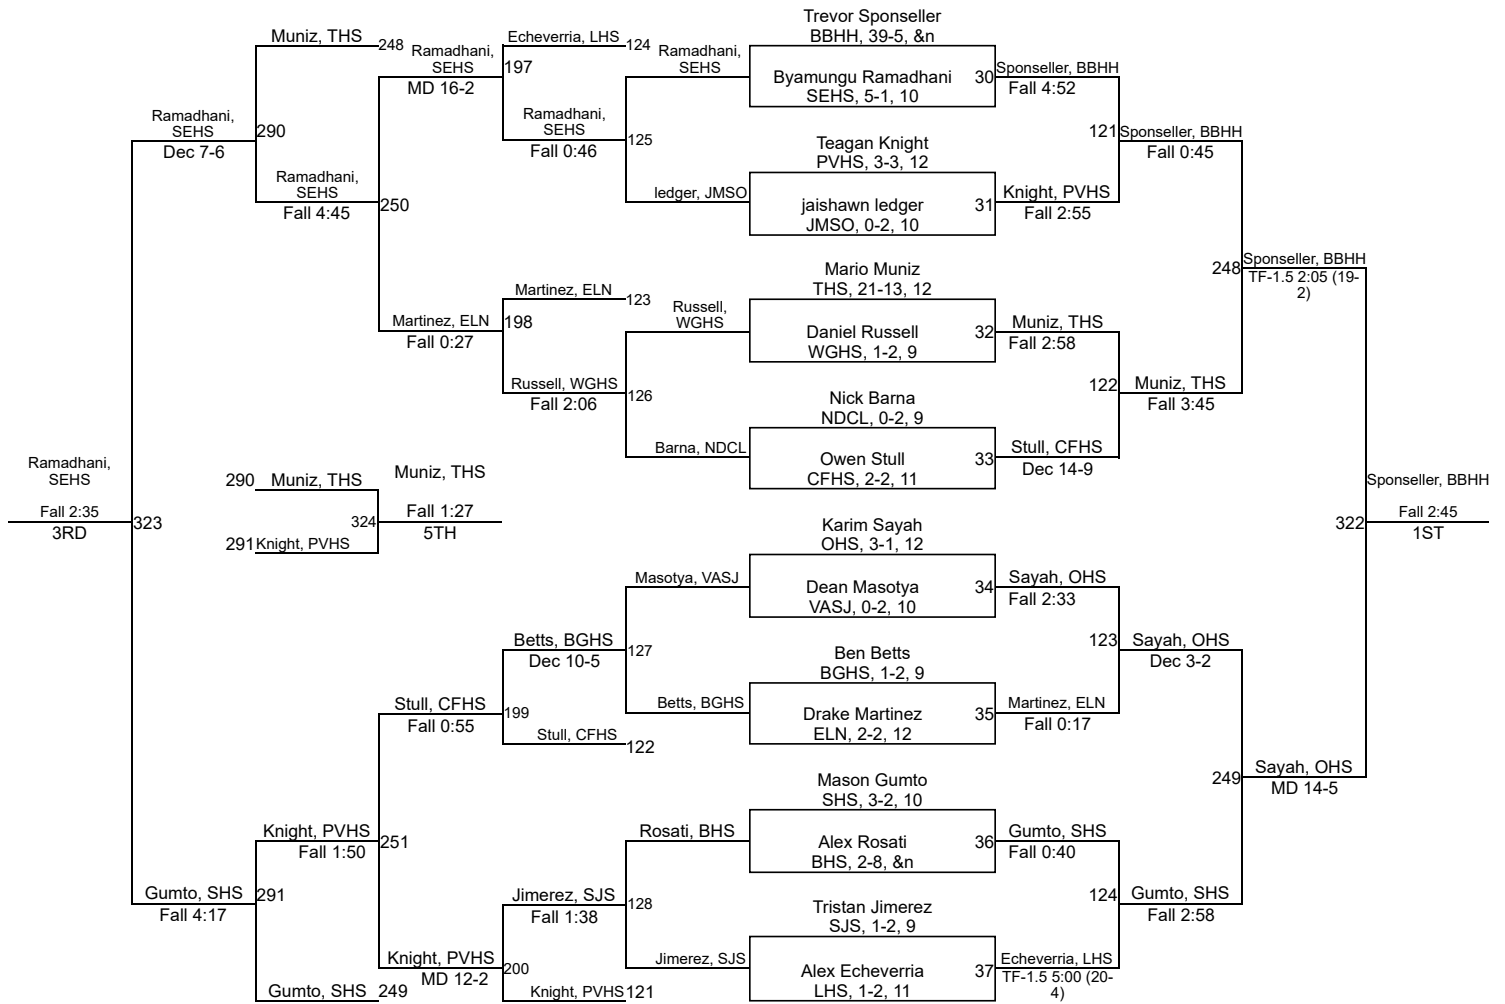 Trevor Sponseller
BBHH, 39-5, &n
Byamungu Ramadhani
SEHS, 5-1, 10
30
Teagan Knight
PVHS, 3-3, 12
jaishawn ledger
JMSO, 0-2, 10
31
Mario Muniz
THS, 21-13, 12
Daniel Russell
WGHS, 1-2, 9
32
Nick Barna
NDCL, 0-2, 9
Owen Stull
CFHS, 2-2, 11
33
Karim Sayah
OHS, 3-1, 12
Dean Masotya
VASJ, 0-2, 10
34
Ben Betts
BGHS, 1-2, 9
Drake Martinez
ELN, 2-2, 12
35
Mason Gumto
SHS, 3-2, 10
Alex Rosati
BHS, 2-8, &n
36
Tristan Jimerez
SJS, 1-2, 9
Alex Echeverria
LHS, 1-2, 11
37
Sponseller, BBHH
Fall 4:52
121
Knight, PVHS
Fall 2:55
Muniz, THS
Fall 2:58
122
Stull, CFHS
Dec 14-9
Sayah, OHS
Fall 2:33
123
Martinez, ELN
Fall 0:17
Gumto, SHS
Fall 0:40
124
Echeverria, LHS
TF-1.5 5:00 (20-
4)
Sponseller, BBHH
Fall 0:45
248
Muniz, THS
Fall 3:45
Sayah, OHS
Dec 3-2
249
Gumto, SHS
Fall 2:58
Sponseller, BBHH
TF-1.5 2:05 (19-
2)
322
Sayah, OHS
MD 14-5
Sponseller, BBHH
Fall 2:45
1ST
Ramadhani,
SEHS
125
ledger, JMSO
Russell,
WGHS
126
Barna, NDCL
Masotya, VASJ
127
Betts, BGHS
Rosati, BHS
128
Jimerez, SJS
Echeverria, LHS
124
197
Ramadhani,
SEHS
Fall 0:46
Martinez, ELN
123
198
Russell, WGHS
Fall 2:06
Betts, BGHS
Dec 10-5
199
Stull, CFHS
122
Jimerez, SJS
Fall 1:38
200
Knight, PVHS
121
Ramadhani,
SEHS
MD 16-2
250
Martinez, ELN
Fall 0:27
Stull, CFHS
Fall 0:55
251
Knight, PVHS
MD 12-2
Muniz, THS
248
290
Ramadhani,
SEHS
Fall 4:45
Knight, PVHS
Fall 1:50
291
Gumto, SHS
249
Ramadhani,
SEHS
Dec 7-6
323
Gumto, SHS
Fall 4:17
Ramadhani,
SEHS
Fall 2:35
3RD
290
Muniz, THS
324
291
Knight, PVHS
Muniz, THS
Fall 1:27
5TH